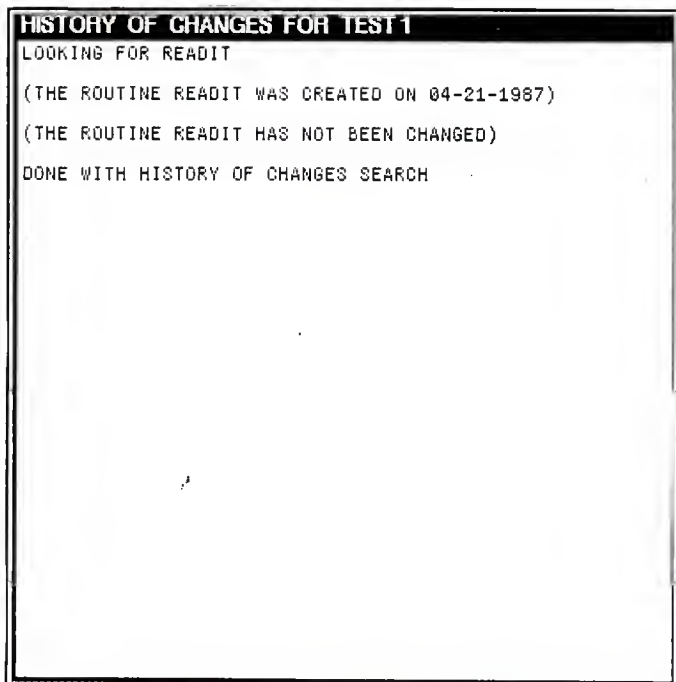 HISTORY OF CHANGES FOR TEST1
LOOKING FOR READIT
(THE ROUTINE READIT WAS CREATED ON 04-21-1987)
(THE ROUTINE READIT HAS NOT BEEN CHANGED)
DONE WITH HISTORY OF CHANGES SEARCH